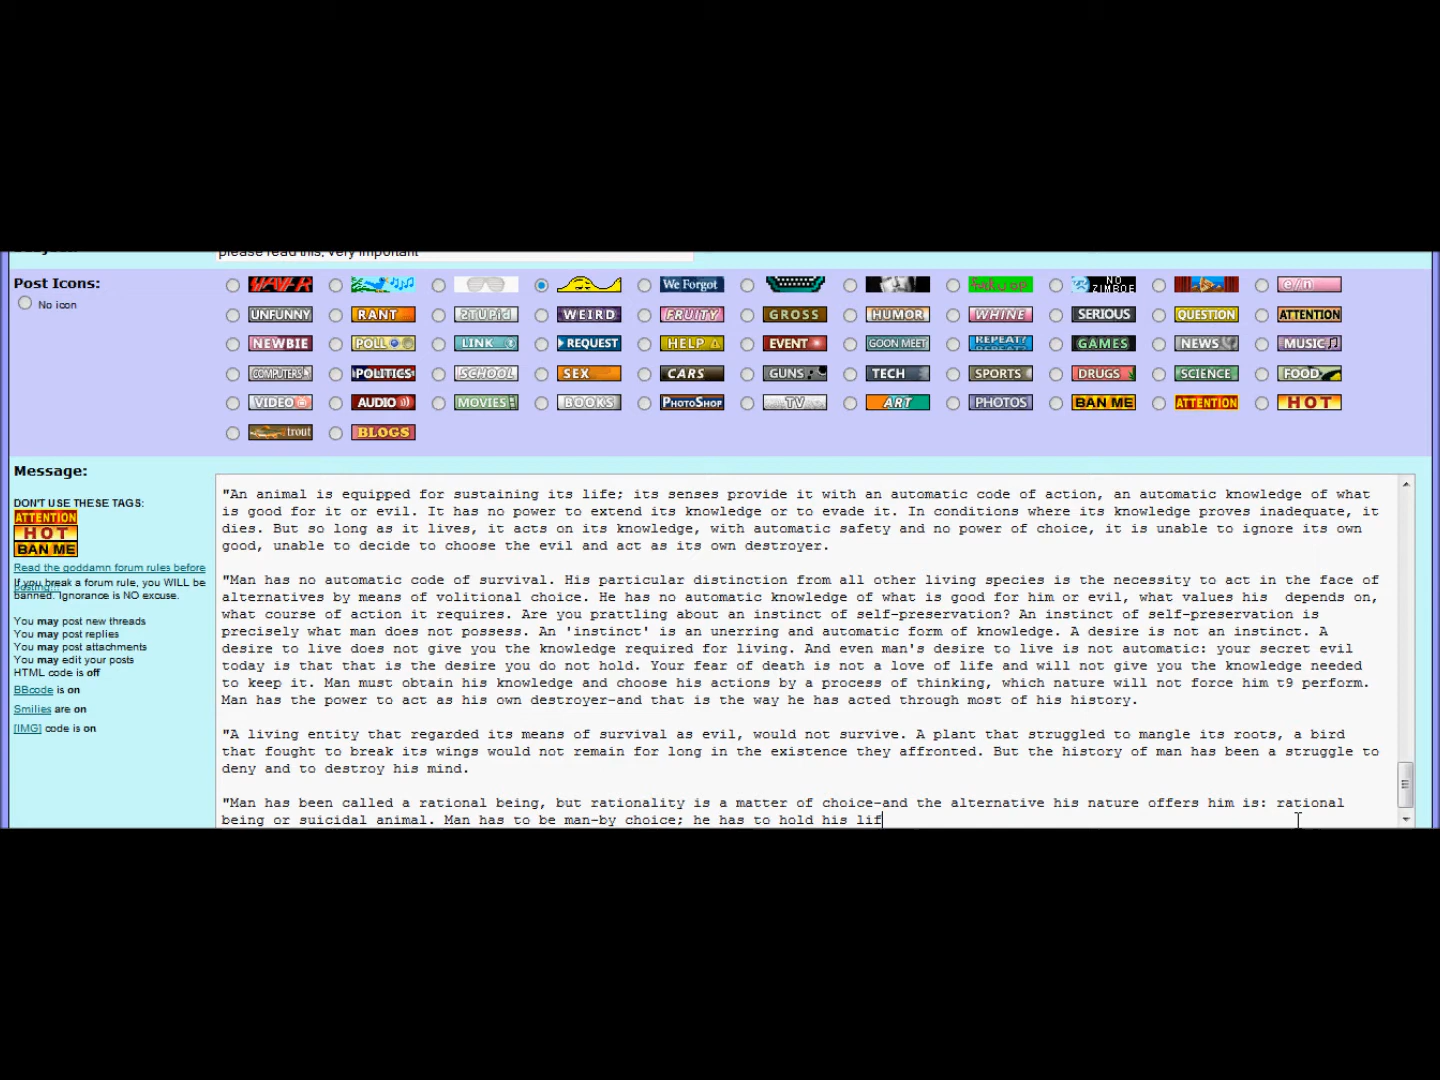 please read this, very important
Post Icons:
No icon
We Forgot
NO ZIMBOE
e/n
UNFUNNY RANT 2TUPid WEIRD FRUITY GROSS HUMOR WHINE SERIOUS QUESTION ATTENTION
NEWBIE POLL LINK REQUEST HELP EVENT GOON MEET REPEAT? GAMES NEWS MUSIC
COMPUTERS POLITICS SCHOOL SEX CARS GUNS TECH SPORTS DRUGS SCIENCE FOOD
VIDEO AUDIO MOVIES BOOKS PHOTOSHOP TV ART PHOTOS BAN ME ATTENTION HOT
trout BLOGS
Message:
DON'T USE THESE TAGS:
ATTENTION
HOT
BAN ME
Read the goddamn forum rules before
posting...
If you break a forum rule, you WILL be
banned. Ignorance is NO excuse.
You may post new threads
You may post replies
You may post attachments
You may edit your posts
HTML code is off
BBcode is on
Smilies are on
[IMG] code is on
"An animal is equipped for sustaining its life; its senses provide it with an automatic code of action, an automatic knowledge of what
is good for it or evil. It has no power to extend its knowledge or to evade it. In conditions where its knowledge proves inadequate, it
dies. But so long as it lives, it acts on its knowledge, with automatic safety and no power of choice, it is unable to ignore its own
good, unable to decide to choose the evil and act as its own destroyer.
"Man has no automatic code of survival. His particular distinction from all other living species is the necessity to act in the face of
alternatives by means of volitional choice. He has no automatic knowledge of what is good for him or evil, what values his  depends on,
what course of action it requires. Are you prattling about an instinct of self-preservation? An instinct of self-preservation is
precisely what man does not possess. An 'instinct' is an unerring and automatic form of knowledge. A desire is not an instinct. A
desire to live does not give you the knowledge required for living. And even man's desire to live is not automatic: your secret evil
today is that that is the desire you do not hold. Your fear of death is not a love of life and will not give you the knowledge needed
to keep it. Man must obtain his knowledge and choose his actions by a process of thinking, which nature will not force him t9 perform.
Man has the power to act as his own destroyer-and that is the way he has acted through most of his history.
"A living entity that regarded its means of survival as evil, would not survive. A plant that struggled to mangle its roots, a bird
that fought to break its wings would not remain for long in the existence they affronted. But the history of man has been a struggle to
deny and to destroy his mind.
"Man has been called a rational being, but rationality is a matter of choice-and the alternative his nature offers him is: rational
being or suicidal animal. Man has to be man-by choice; he has to hold his lif